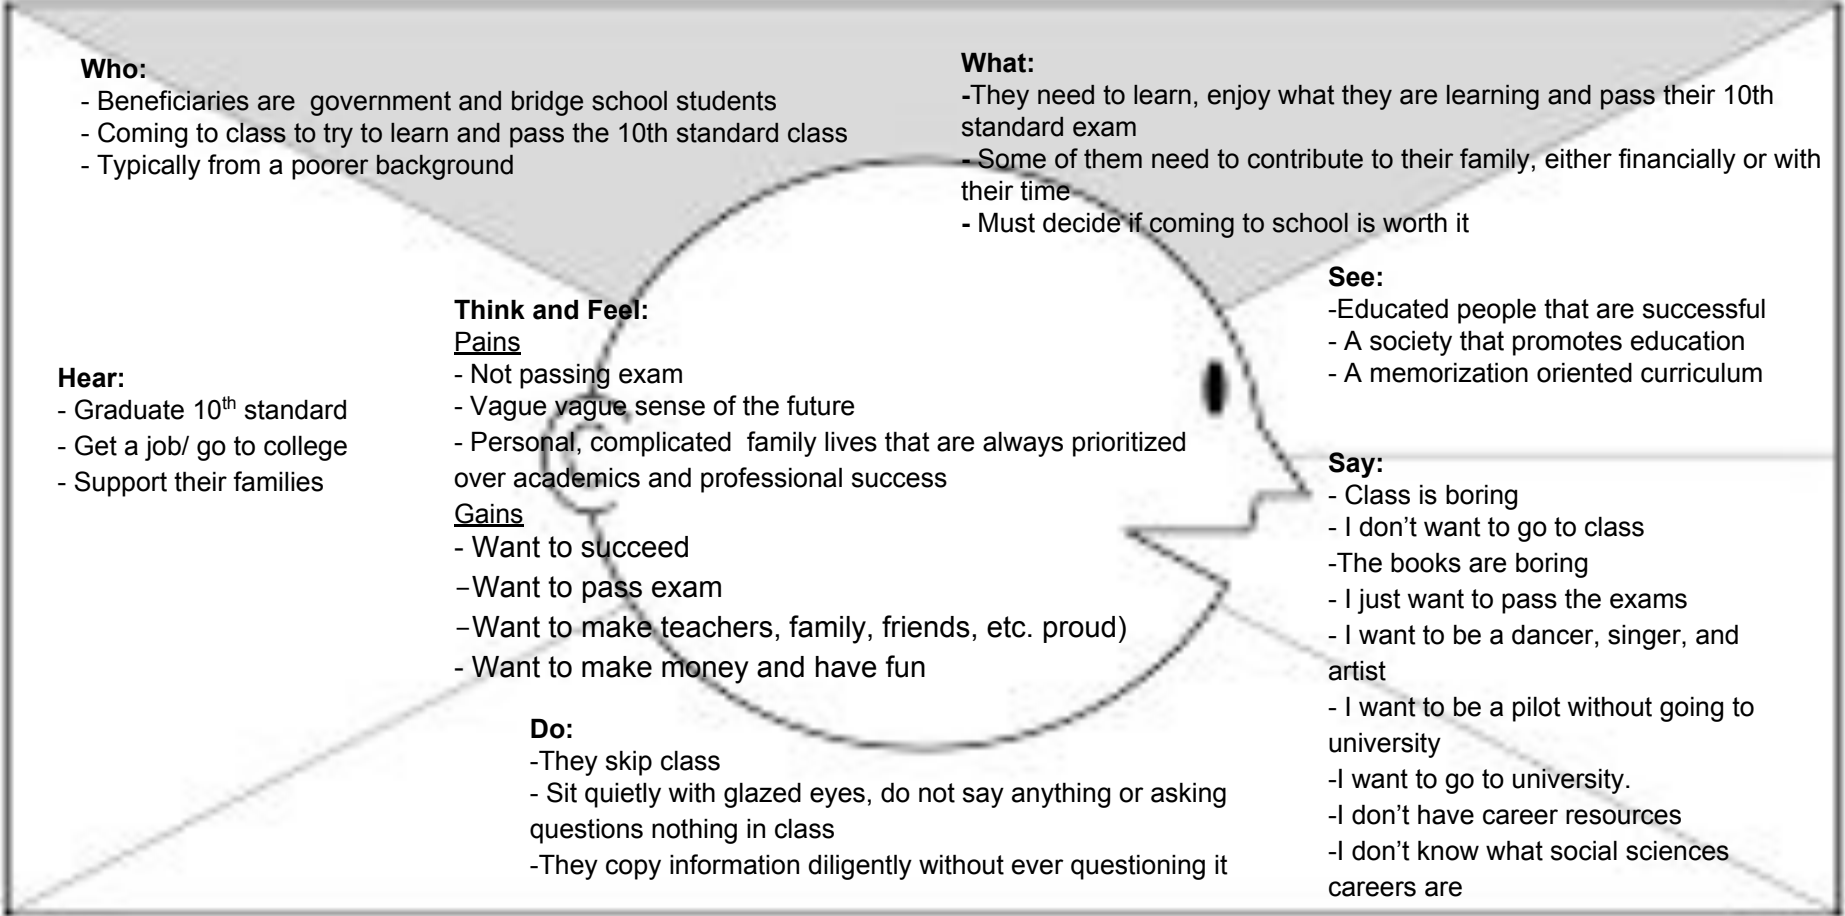 Who:
- Beneficiaries are  government and bridge school students
- Coming to class to try to learn and pass the 10th standard class
- Typically from a poorer background
What:
-They need to learn, enjoy what they are learning and pass their 10th
standard exam
- Some of them need to contribute to their family, either financially or with
their time
- Must decide if coming to school is worth it
See:
-Educated people that are successful
- A society that promotes education
- A memorization oriented curriculum
Think and Feel:
Pains
- Not passing exam
- Vague vague sense of the future
- Personal, complicated  family lives that are always prioritized
over academics and professional success
Gains
- Want to succeed
–Want to pass exam
–Want to make teachers, family, friends, etc. proud)
- Want to make money and have fun
Hear:
- Graduate 10th standard
- Get a job/ go to college
- Support their families
Say:
- Class is boring
- I don’t want to go to class
-The books are boring
- I just want to pass the exams
- I want to be a dancer, singer, and
artist
- I want to be a pilot without going to
university
-I want to go to university.
-I don’t have career resources
-I don’t know what social sciences
careers are
Do:
-They skip class
- Sit quietly with glazed eyes, do not say anything or asking
questions nothing in class
-They copy information diligently without ever questioning it